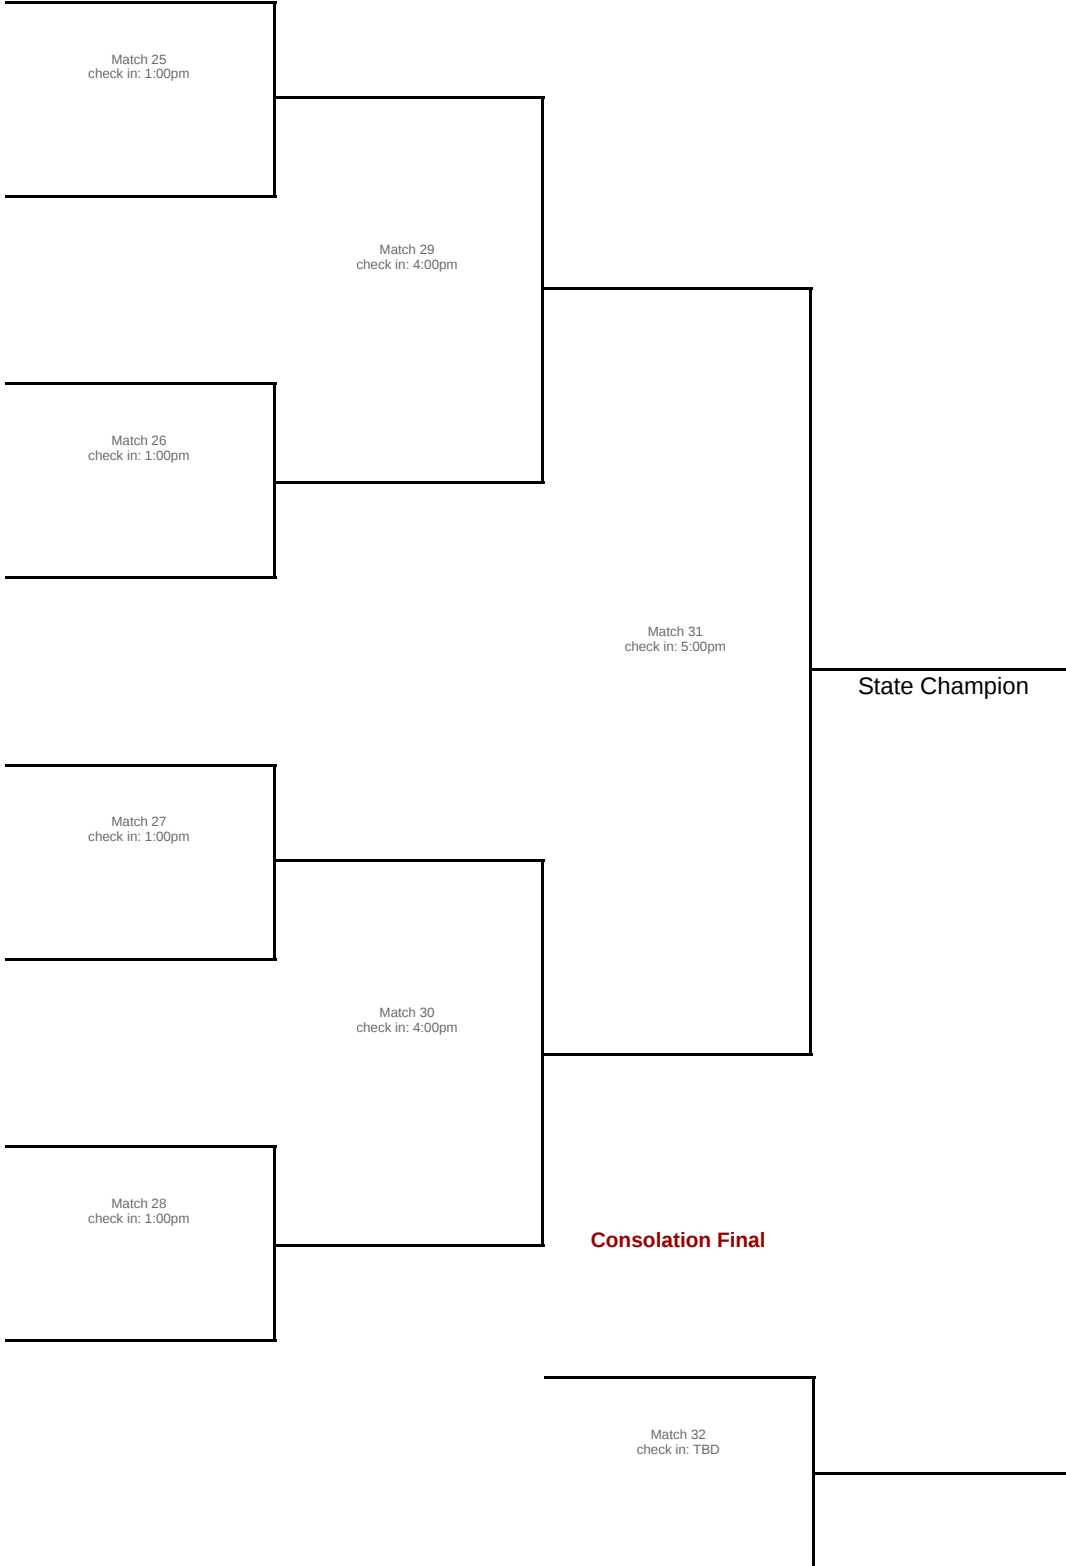 Match 25
check in: 1:00pm
Match 29
check in: 4:00pm
Match 26
check in: 1:00pm
Match 31
check in: 5:00pm
State Champion
Match 27
check in: 1:00pm
Match 30
check in: 4:00pm
Match 28
check in: 1:00pm
Consolation Final
Match 32
check in: TBD